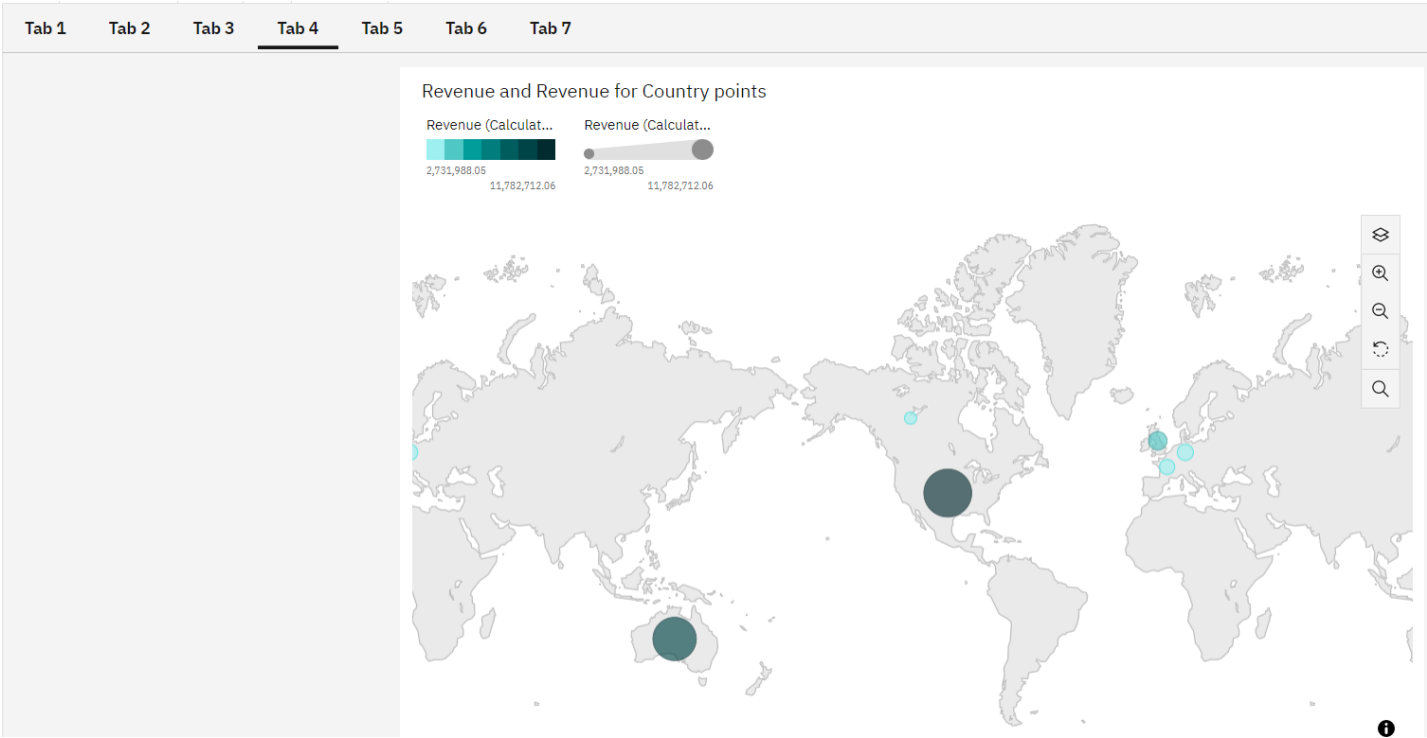 Tab 1 Tab 2 Tab 3 Tab 4 Tab 5 Tab 6 Tab 7
Revenue and Revenue for Country points
Revenue (Calculat... Revenue (Calculat...
2,731,988.05 2,731,988.05
11,782,712.06 11,782,712.06